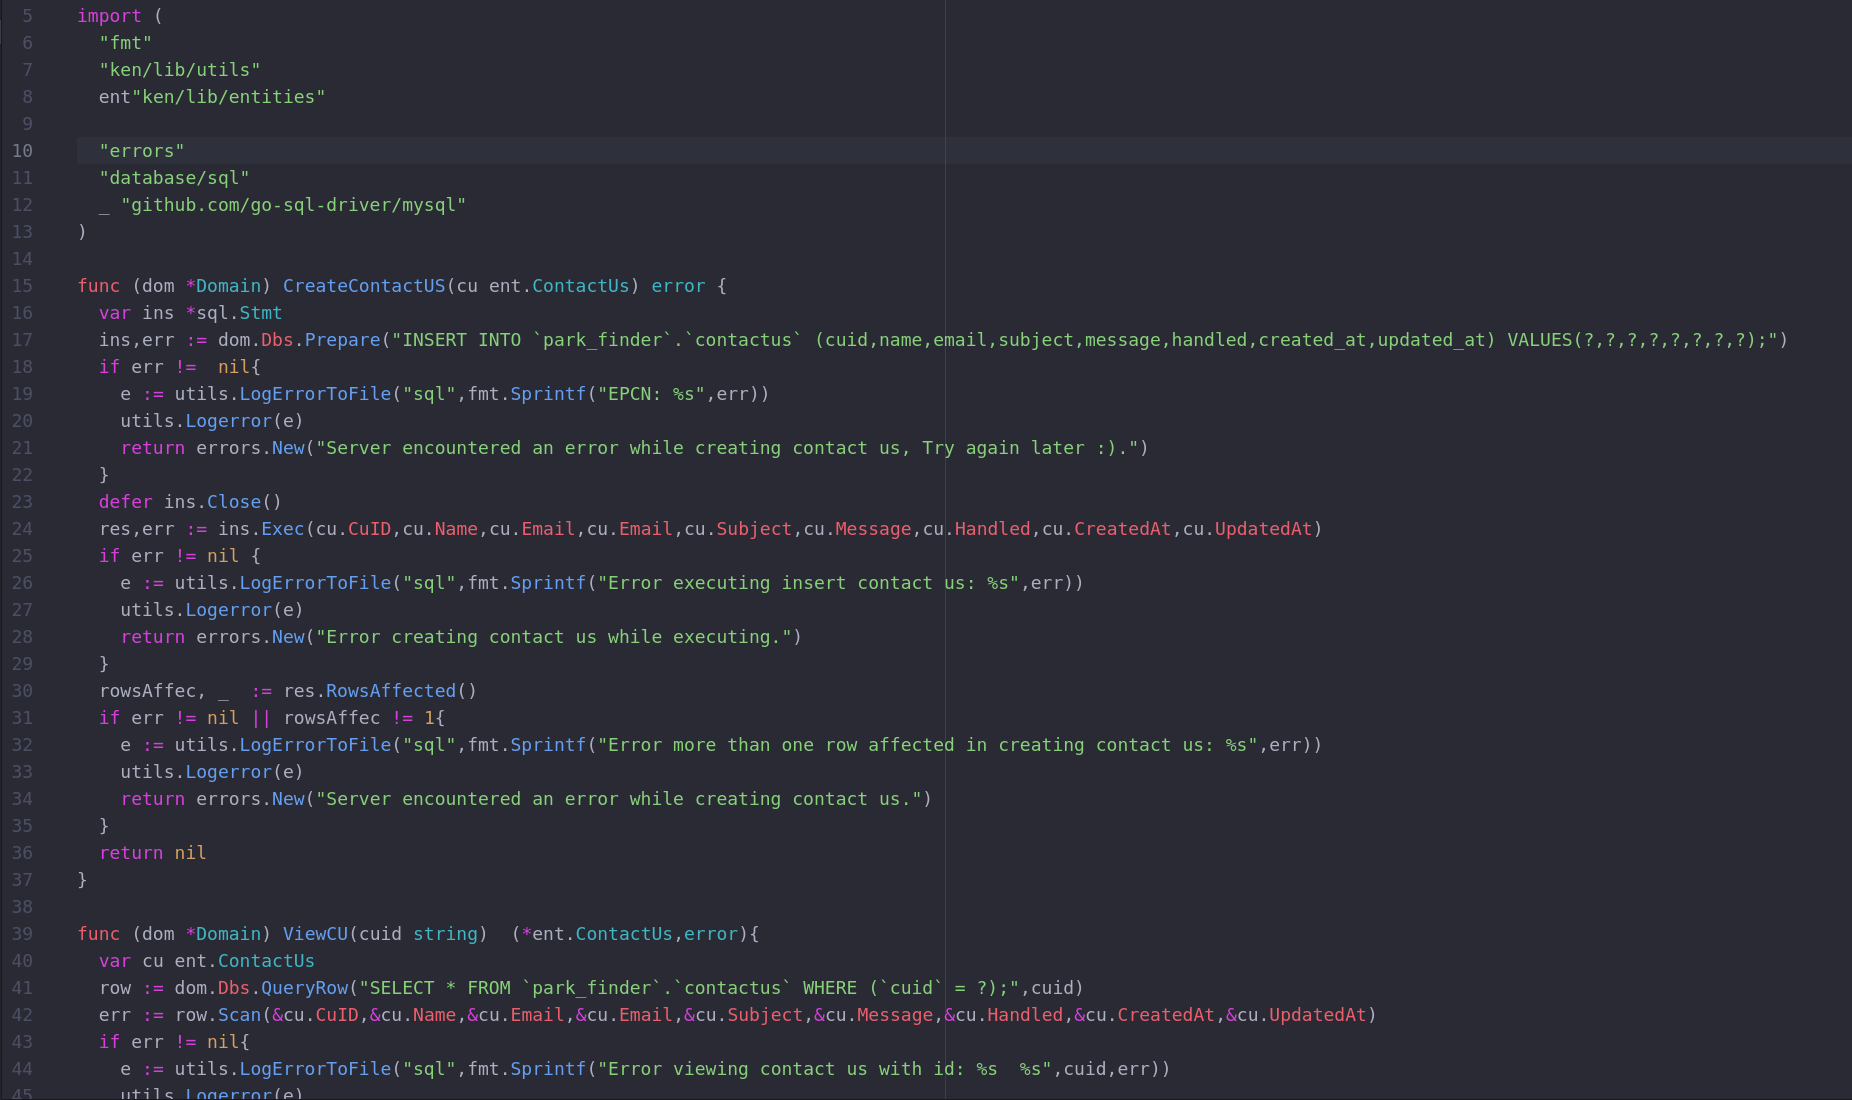 5 import (
6 "fmt"
7 "ken/lib/utils"
8 ent"ken/lib/entities"
9
10 "errors"
11 "database/sql"
12 _ "github.com/go-sql-driver/mysql"
13 )
14
15 func (dom *Domain) CreateContactUS(cu ent.ContactUs) error {
16 var ins *sql.Stmt
17 ins,err := dom.Dbs.Prepare("INSERT INTO `park_finder`.`contactus` (cuid,name,email,subject,message,handled,created_at,updated_at) VALUES(?,?,?,?,?,?,?,?);")
18 if err !=  nil{
19 e := utils.LogErrorToFile("sql",fmt.Sprintf("EPCN: %s",err))
20 utils.Logerror(e)
21 return errors.New("Server encountered an error while creating contact us, Try again later :).")
22 }
23 defer ins.Close()
24 res,err := ins.Exec(cu.CuID,cu.Name,cu.Email,cu.Email,cu.Subject,cu.Message,cu.Handled,cu.CreatedAt,cu.UpdatedAt)
25 if err != nil {
26 e := utils.LogErrorToFile("sql",fmt.Sprintf("Error executing insert contact us: %s",err))
27 utils.Logerror(e)
28 return errors.New("Error creating contact us while executing.")
29 }
30 rowsAffec, _  := res.RowsAffected()
31 if err != nil || rowsAffec != 1{
32 e := utils.LogErrorToFile("sql",fmt.Sprintf("Error more than one row affected in creating contact us: %s",err))
33 utils.Logerror(e)
34 return errors.New("Server encountered an error while creating contact us.")
35 }
36 return nil
37 }
38
39 func (dom *Domain) ViewCU(cuid string)  (*ent.ContactUs,error){
40 var cu ent.ContactUs
41 row := dom.Dbs.QueryRow("SELECT * FROM `park_finder`.`contactus` WHERE (`cuid` = ?);",cuid)
42 err := row.Scan(&cu.CuID,&cu.Name,&cu.Email,&cu.Email,&cu.Subject,&cu.Message,&cu.Handled,&cu.CreatedAt,&cu.UpdatedAt)
43 if err != nil{
44 e := utils.LogErrorToFile("sql",fmt.Sprintf("Error viewing contact us with id: %s  %s",cuid,err))
45 utils.Logerror(e)